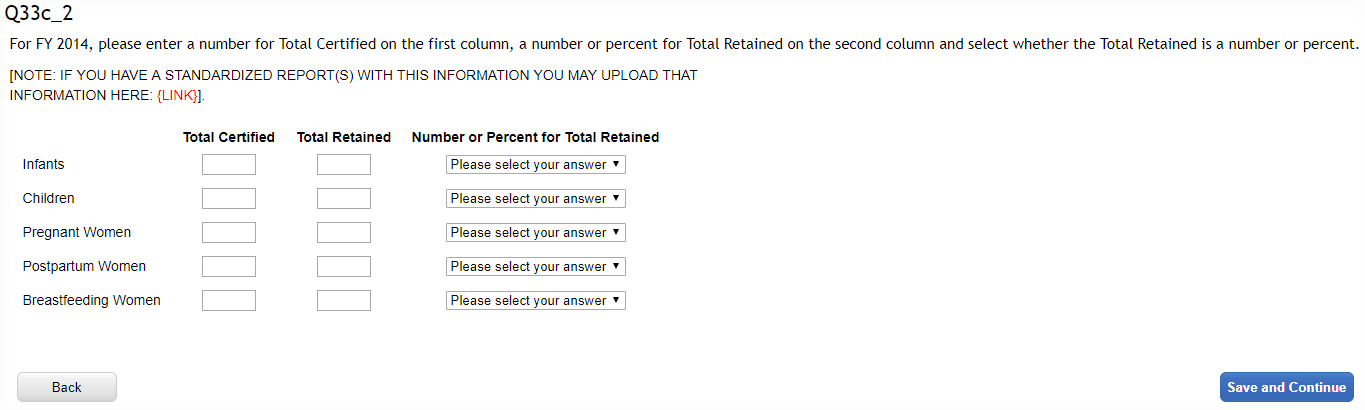 Q33c_2
For FY 2014, please enter a number for Total Certified on the first column, a number or percent for Total Retained on the second column and select whether the Total Retained is a number or percent.
[NOTE: IF YOU HAVE A STANDARDIZED REPORT(S) WITH THIS INFORMATION YOU MAY UPLOAD THAT
INFORMATION HERE: {LINK}].
Total Certified Total Retained Number or Percent for Total Retained
Infants Please select your answer
Children Please select your answer
Pregnant Women Please select your answer
Postpartum Women Please select your answer
Breastfeeding Women Please select your answer
Back Save and Continue